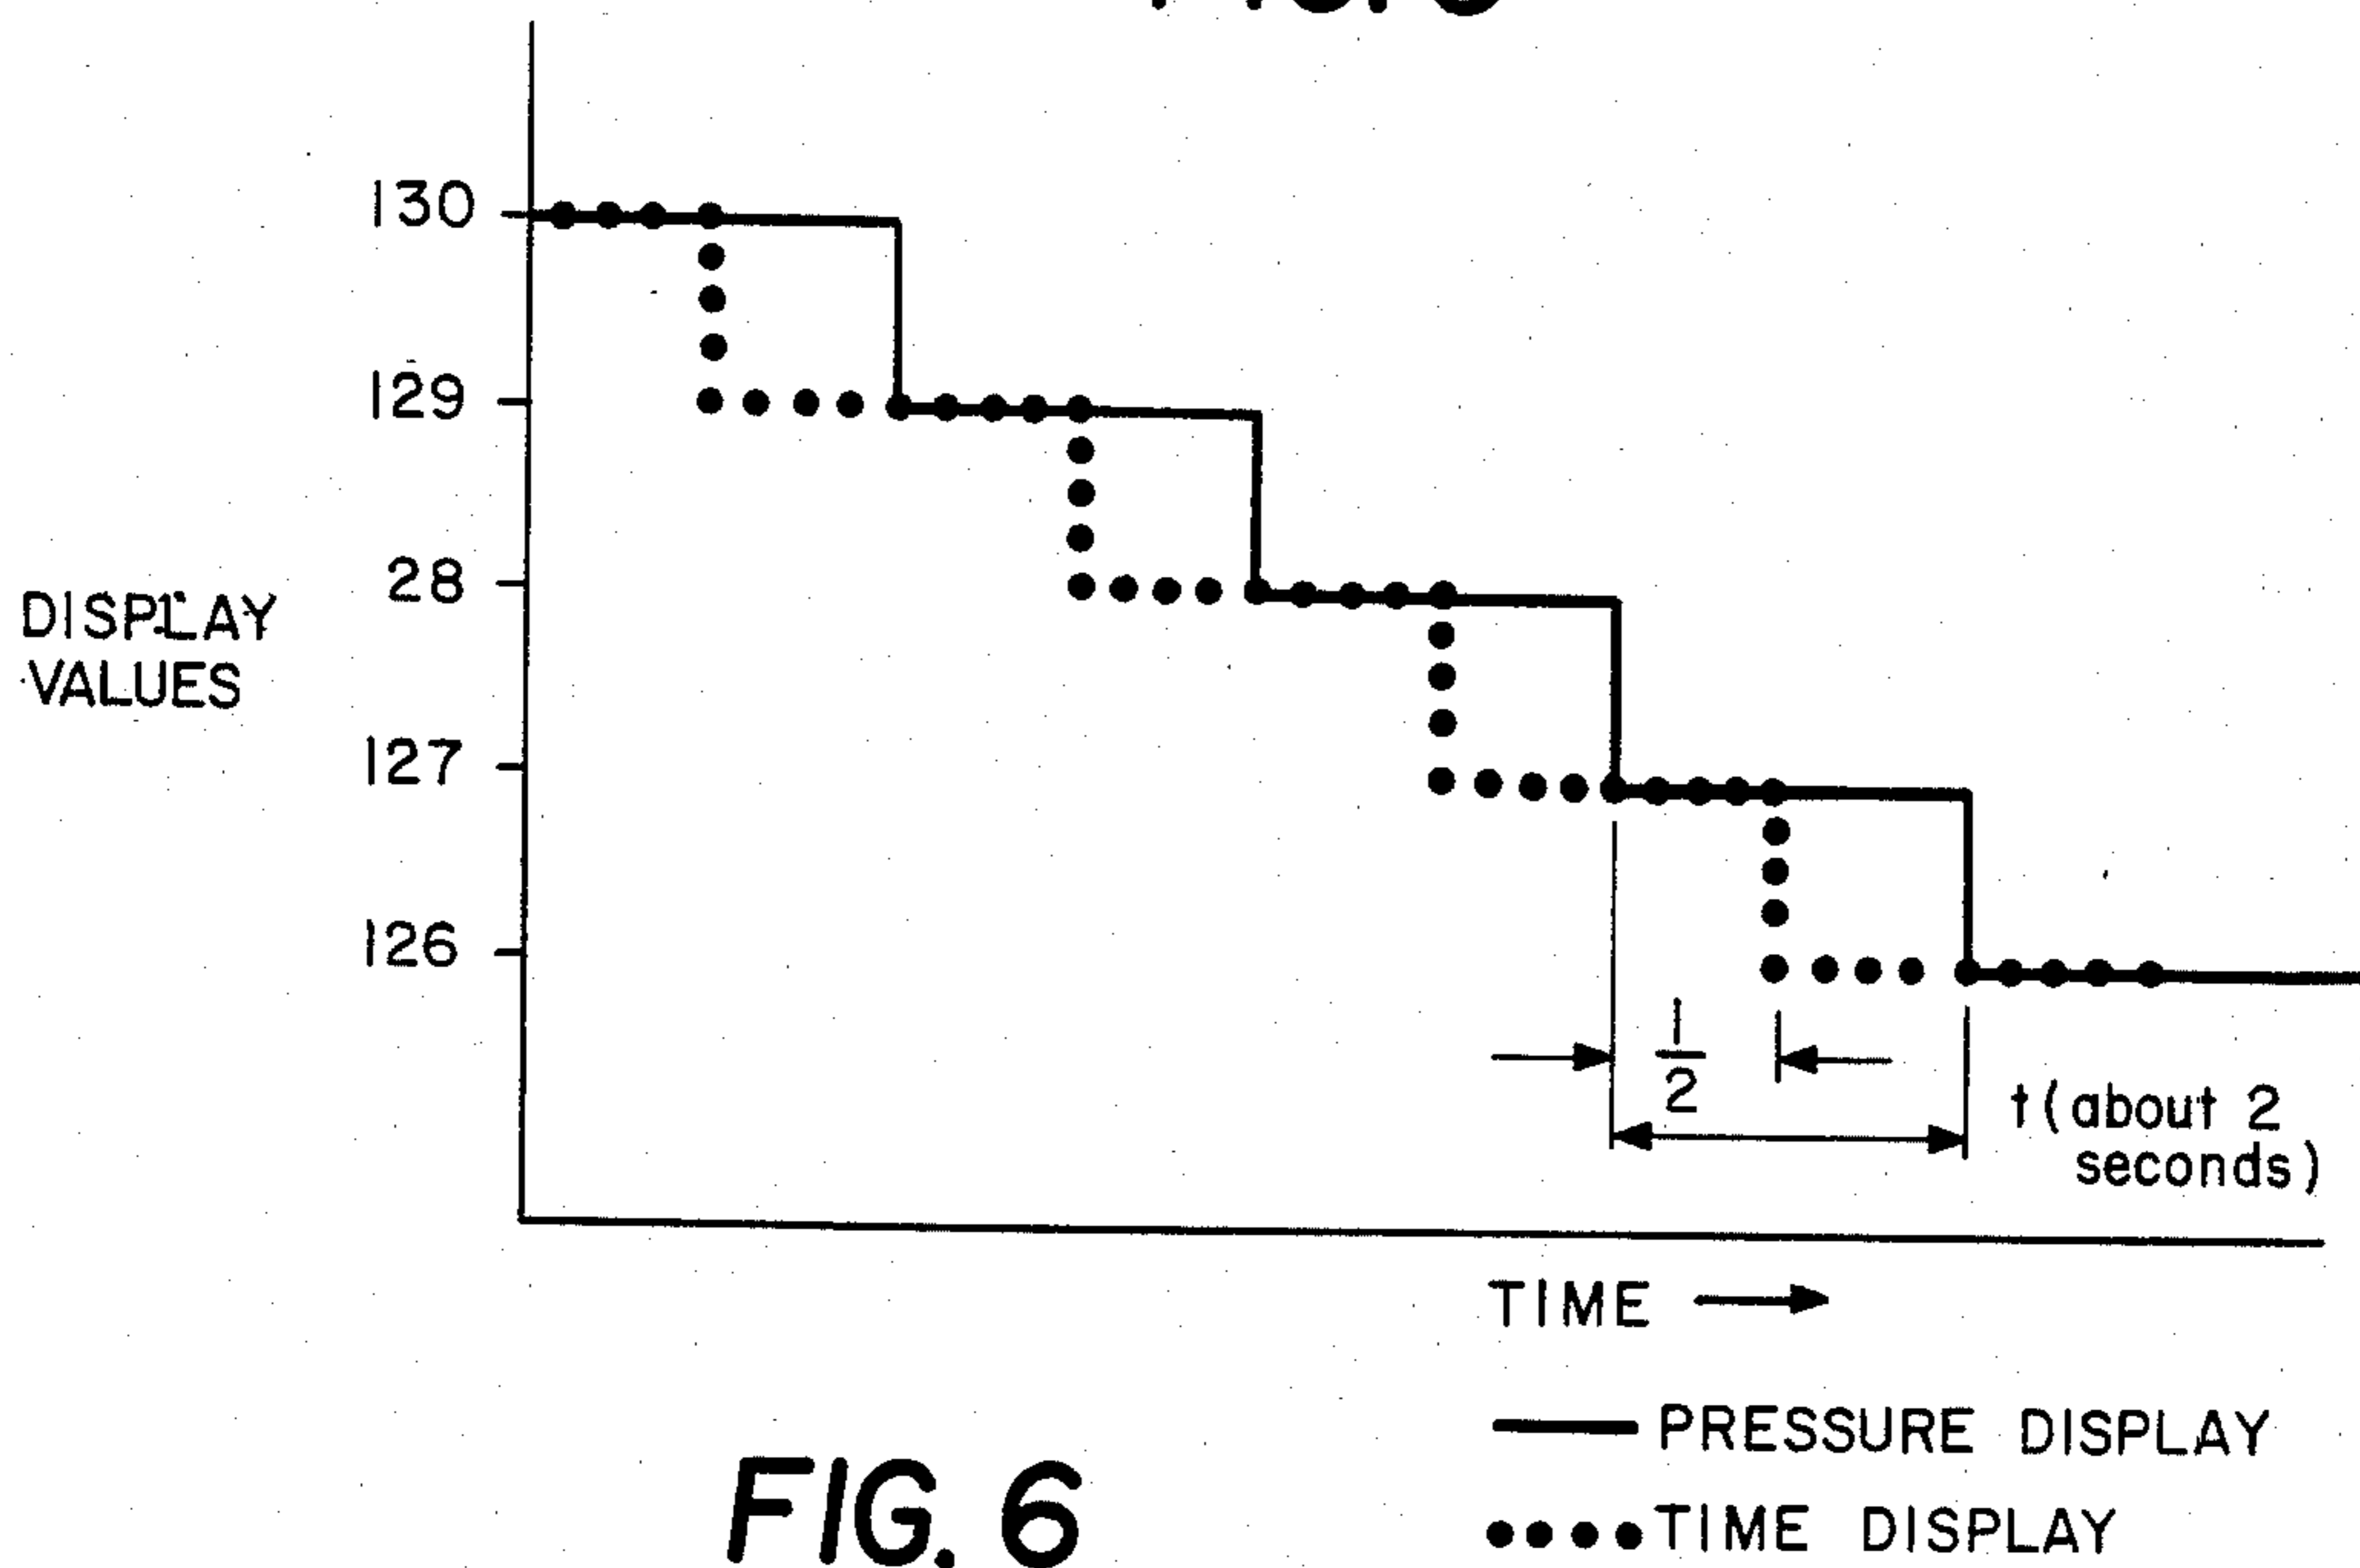 130
129
28
DISPLAY
VALUES
127
126
1
2
t(about 2
seconds)
TIME
PRESSURE DISPLAY
TIME DISPLAY
FIG. 6